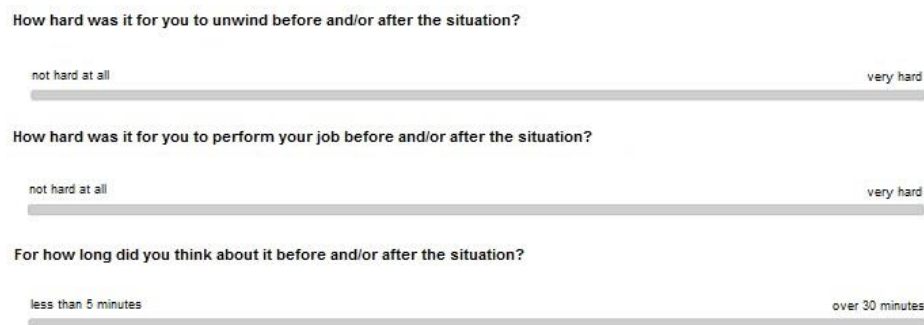 How hard was it for you to unwind before and/or after the situation?
not hard at all very hard
How hard was it for you to perform your job before and/or after the situation?
not hard at all very hard
For how long did you think about it before and/or after the situation?
less than 5 minutes over 30 minutes